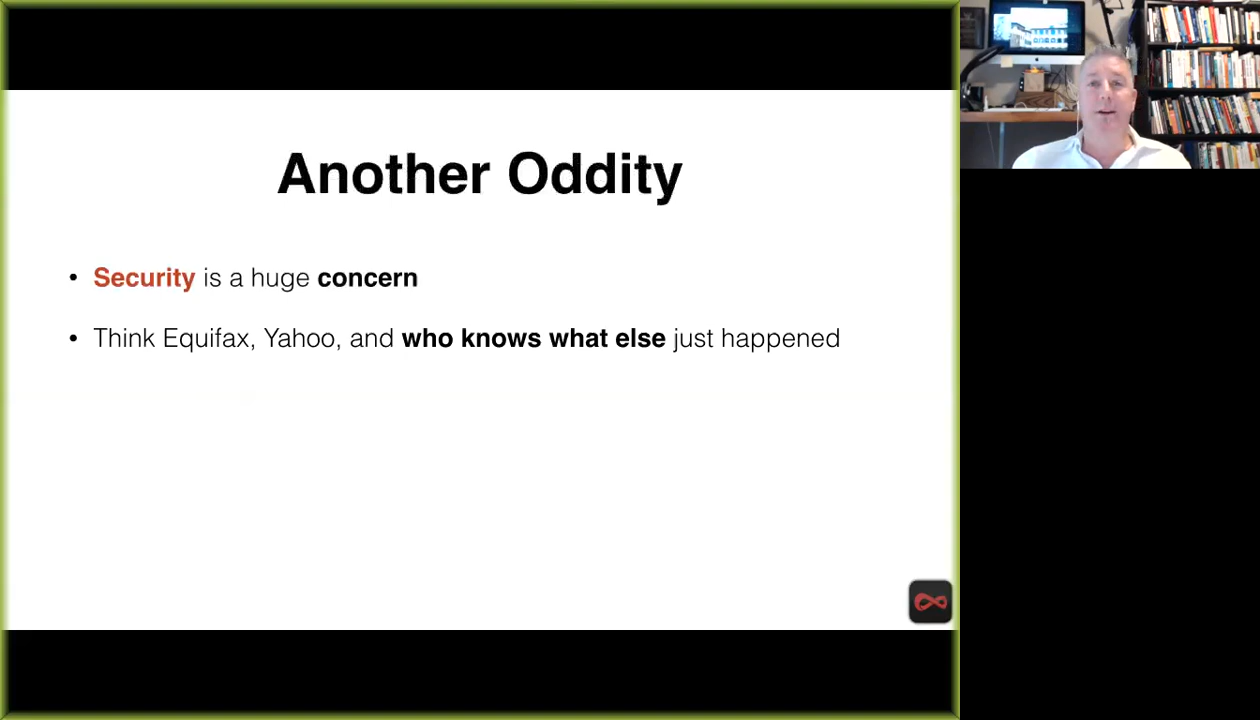 Another Oddity
• Security is a huge concern
• Think Equifax, Yahoo, and who knows what else just happened